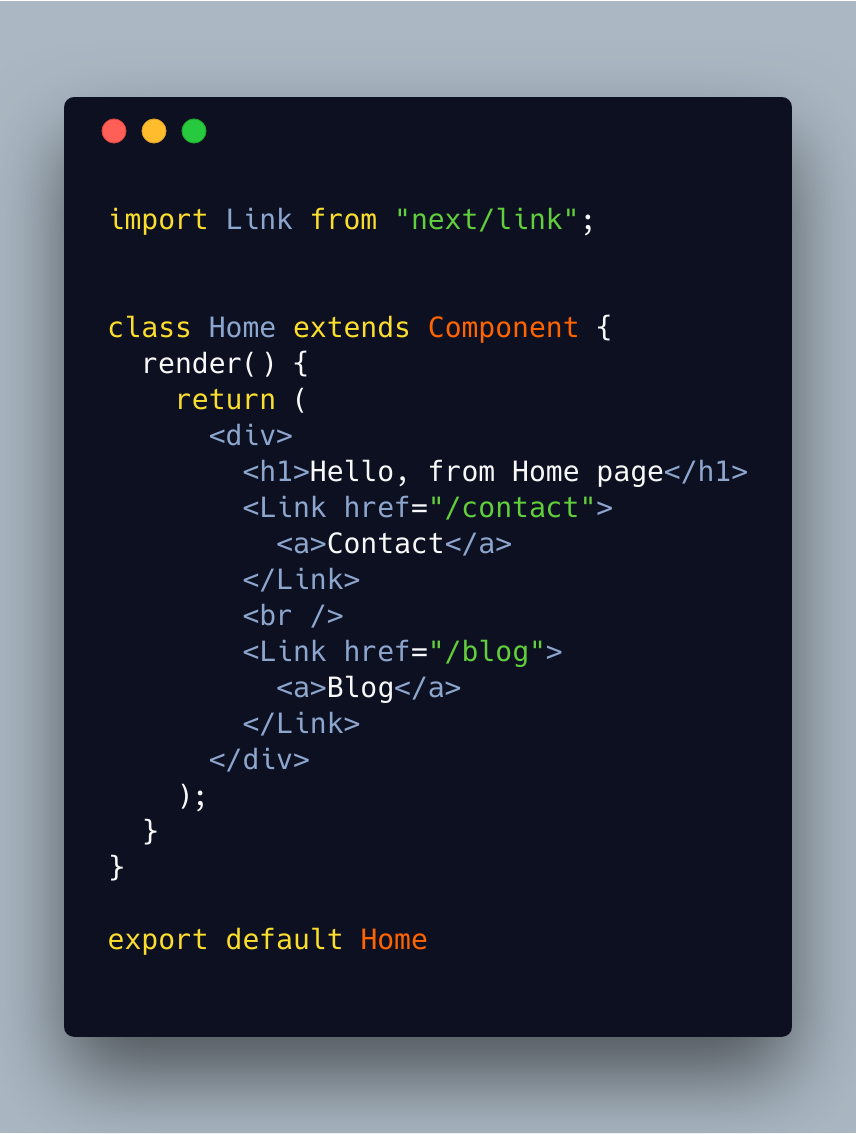 import Link from "next/link";
class Home extends Component {
  render() {
    return (
      <div>
        <h1>Hello, from Home page</h1>
        <Link href="/contact">
          <a>Contact</a>
        </Link>
        <br />
        <Link href="/blog">
          <a>Blog</a>
        </Link>
      </div>
    );
  }
}
export default Home